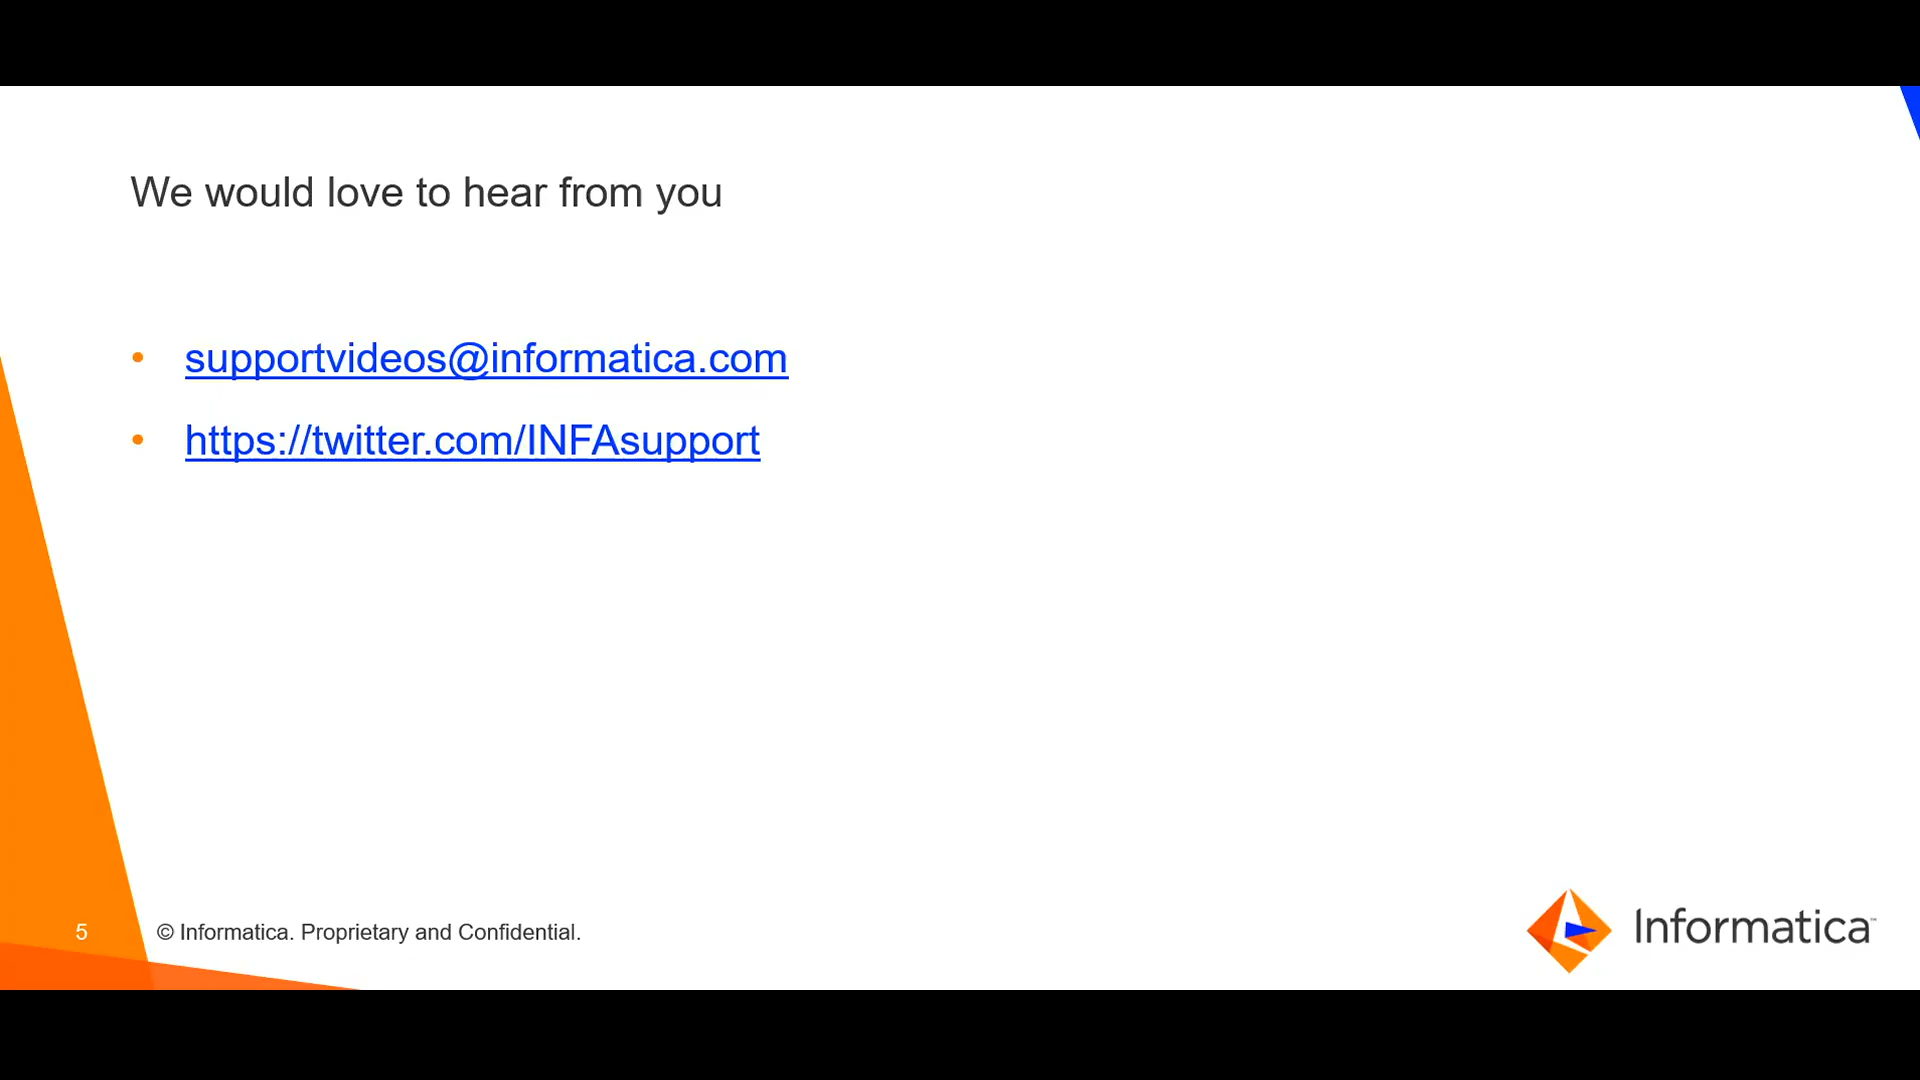 We would love to hear from you
• supportvideos@informatica.com
• https://twitter.com/INFAsupport
5 © Informatica. Proprietary and Confidential.
Informatica™